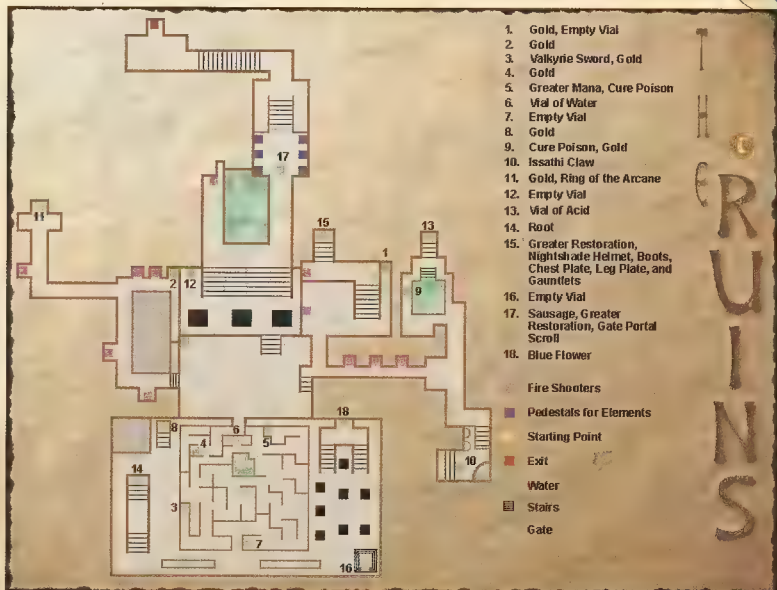 1. Gold, Empty Vial
2. Gold
3. Valkyrie Sword, Gold
4. Gold
5. Greater Mana, Cure Poison
6. Vial of Water
7. Empty Vial
8. Gold
9. Cure Poison, Gold
10. Issathi Claw
11. Gold, Ring of the Arcane
12. Empty Vial
13. Vial of Acid
14. Root
15. Greater Restoration,
Nightshade Helmet, Boots,
Chest Plate, Leg Plate, and
Gauntlets
16. Empty Vial
17. Sausage, Greater
Restoration, Gate Portal
Scroll
18. Blue Flower
Fire Shooters
Pedestals for Elements
Starting Point
Exit
Water
Stairs
Gate
THE
RUINS
17
11
15
13
1
2
12
9
18
8
6
4
5
10
14
3
7
16